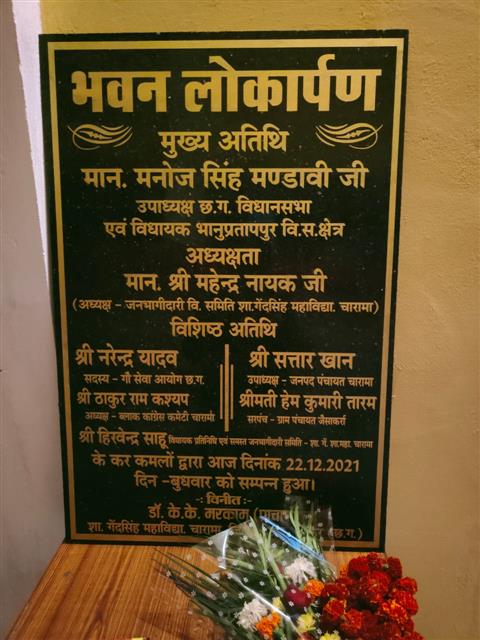 भवन लोकार्पण
मुख्य अतिथि
मान. मनोज सिंह मण्डावी जी
उपाध्यक्ष छ.ग. विधानसभा
एवं विधायक भानुप्रतापपुर वि.स.क्षेत्र
अध्यक्षता
मान. श्री महेन्द्र नायक जी
(अध्यक्ष - जनभागीदारी वि. समिति शा.गेंदसिंह महाविद्या. चारामा)
विशिष्ठ अतिथि
श्री नरेन्द्र यादव
सदस्य - गौ सेवा आयोग छ.ग.
श्री ठाकुर राम कश्यप
अध्यक्ष - ब्लाक कांग्रेस कमेटी चारामा
श्री सत्तार खान
उपाध्यक्ष - जनपद पंचायत चारामा
श्रीमती हेम कुमारी तारम
सरपंच - ग्राम पंचायत जैसाकर्रा
श्री हिरवेन्द्र साहू विधायक प्रतिनिधि एवं समस्त जनभागीदारी समिति - शा. गें. शा.महा. चारामा
के कर कमलों द्वारा आज दिनांक 22.12.2021
दिन -बुधवार को सम्पन्न हुआ।
-: विनीत :-
डॉ. के.के. मरकाम
शा. गेंदसिंह महाविद्या. चारामा, छ.ग.)